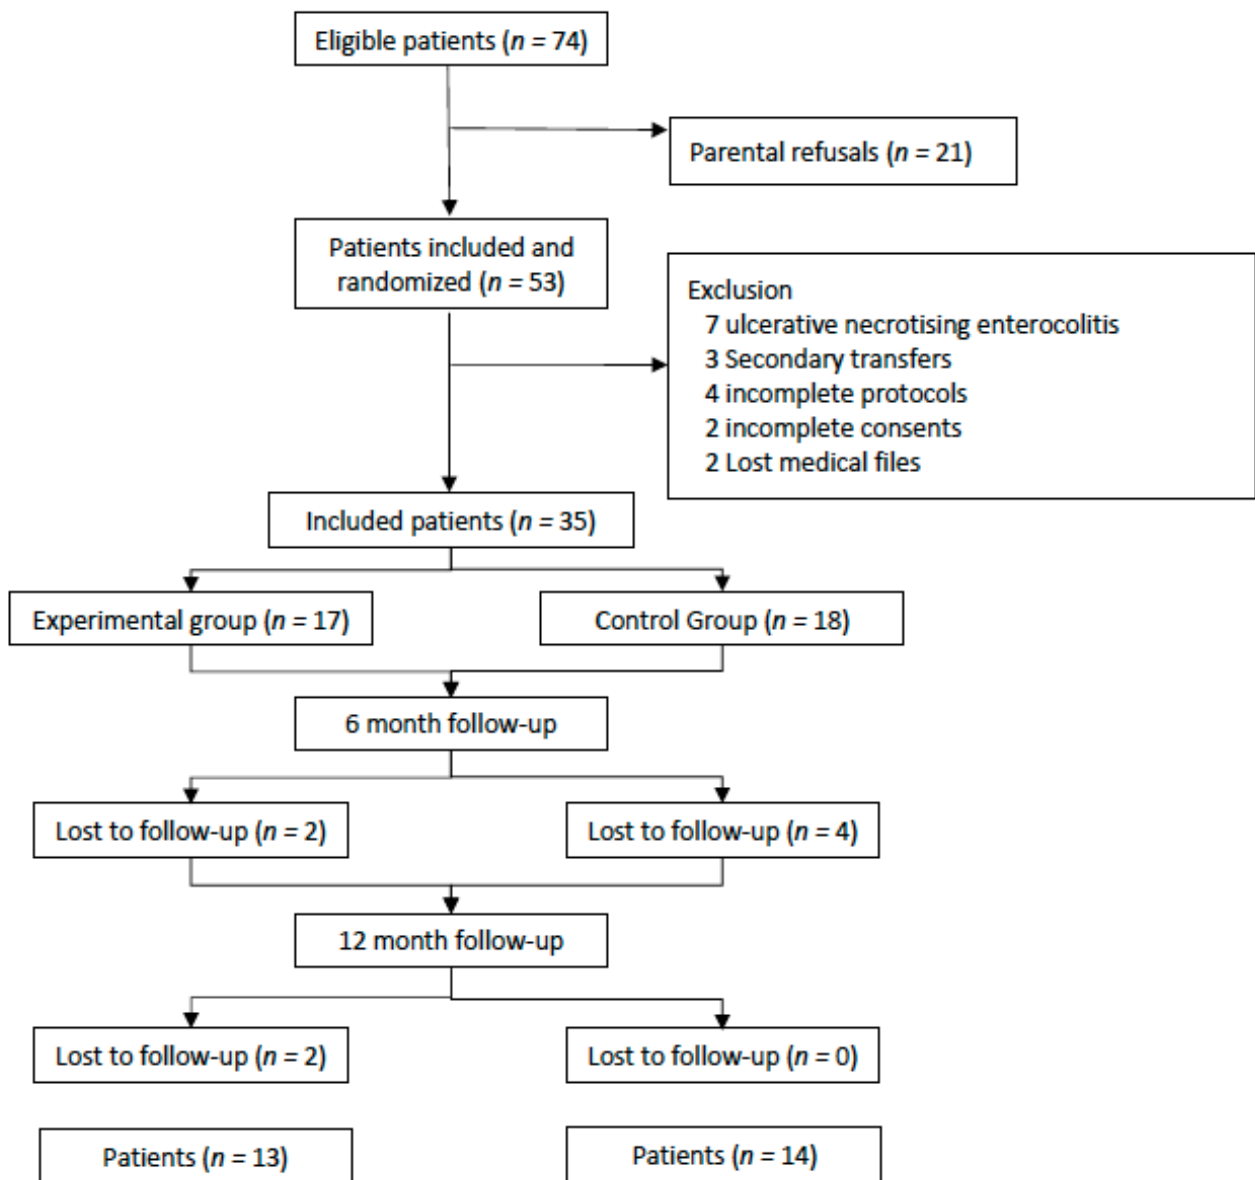 Eligible patients (n = 74)
Parental refusals (n = 21)
Patients included and
randomized (n = 53)
Exclusion
7 ulcerative necrotising enterocolitis
3 Secondary transfers
4 incomplete protocols
2 incomplete consents
2 Lost medical files
Included patients (n = 35)
Experimental group (n = 17)
Control Group (n = 18)
6 month follow-up
Lost to follow-up (n = 2)
Lost to follow-up (n = 4)
12 month follow-up
Lost to follow-up (n = 2)
Lost to follow-up (n = 0)
Patients (n = 13)
Patients (n = 14)